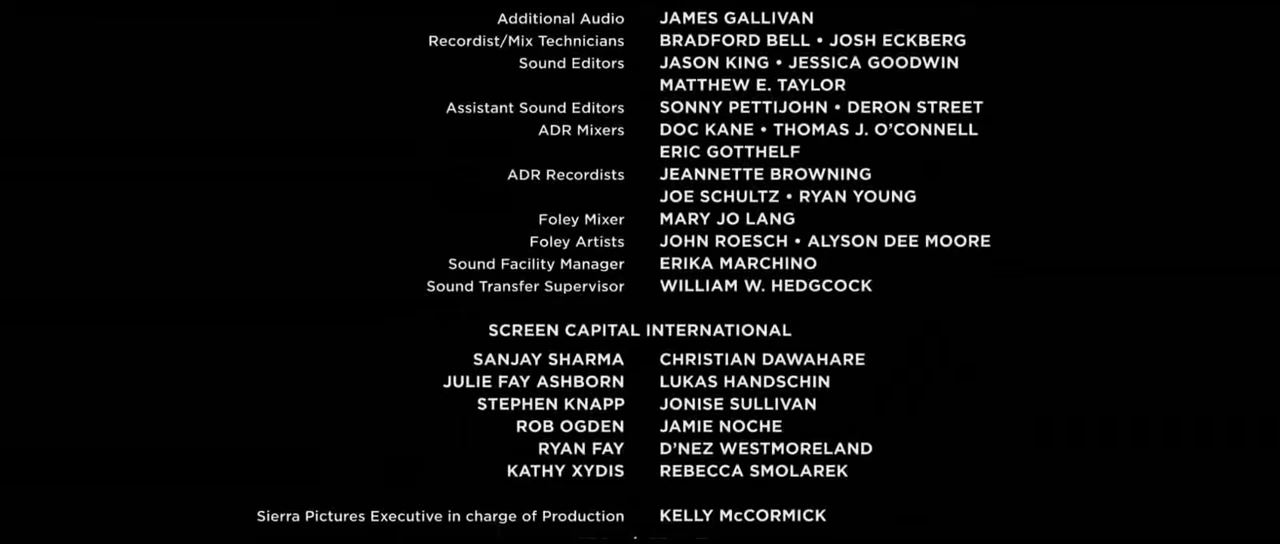 Additional Audio JAMES GALLIVAN
Recordist/Mix Technicians BRADFORD BELL • JOSH ECKBERG
Sound Editors JASON KING • JESSICA GOODWIN
MATTHEW E. TAYLOR
Assistant Sound Editors SONNY PETTIJOHN • DERON STREET
ADR Mixers DOC KANE • THOMAS J. O'CONNELL
ERIC GOTTHELF
ADR Recordists JEANNETTE BROWNING
JOE SCHULTZ • RYAN YOUNG
Foley Mixer MARY JO LANG
Foley Artists JOHN ROESCH • ALYSON DEE MOORE
Sound Facility Manager ERIKA MARCHINO
Sound Transfer Supervisor WILLIAM W. HEDGCOCK
SCREEN CAPITAL INTERNATIONAL
SANJAY SHARMA CHRISTIAN DAWAHARE
JULIE FAY ASHBORN LUKAS HANDSCHIN
STEPHEN KNAPP JONISE SULLIVAN
ROB OGDEN JAMIE NOCHE
RYAN FAY D'NEZ WESTMORELAND
KATHY XYDIS REBECCA SMOLAREK
Sierra Pictures Executive in charge of Production KELLY McCORMICK